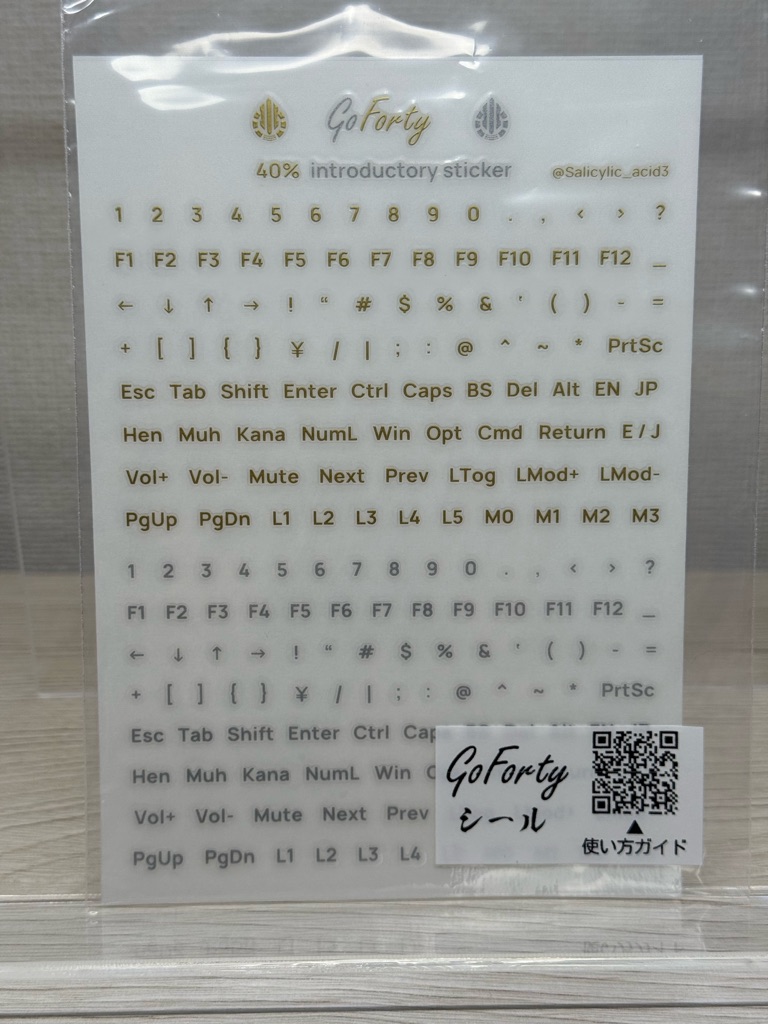 GoForty
40% introductory sticker @Salicylic_acid3
1 2 3 4 5 6 7 8 9 0 . , < > ?
F1 F2 F3 F4 F5 F6 F7 F8 F9 F10 F11 F12 _
← ↓ ↑ → ! “ # $ % & ' ( ) - =
+ [ ] { } ¥ / | ; : @ ^ ~ * PrtSc
Esc Tab Shift Enter Ctrl Caps BS Del Alt EN JP
Hen Muh Kana NumL Win Opt Cmd Return E/J
Vol+ Vol- Mute Next Prev LTog LMod+ LMod-
PgUp PgDn L1 L2 L3 L4 L5 M0 M1 M2 M3
1 2 3 4 5 6 7 8 9 0 . , < > ?
F1 F2 F3 F4 F5 F6 F7 F8 F9 F10 F11 F12 _
← ↓ ↑ → ! “ # $ % & ' ( ) - =
+ [ ] { } ¥ / | ; : @ ^ ~ * PrtSc
Esc Tab Shift Enter Ctrl
Hen Muh Kana NumL Win
Vol+ Vol- Mute Next Prev
PgUp PgDn L1 L2 L3 L4
GoForty
シール
▲
使い方ガイド